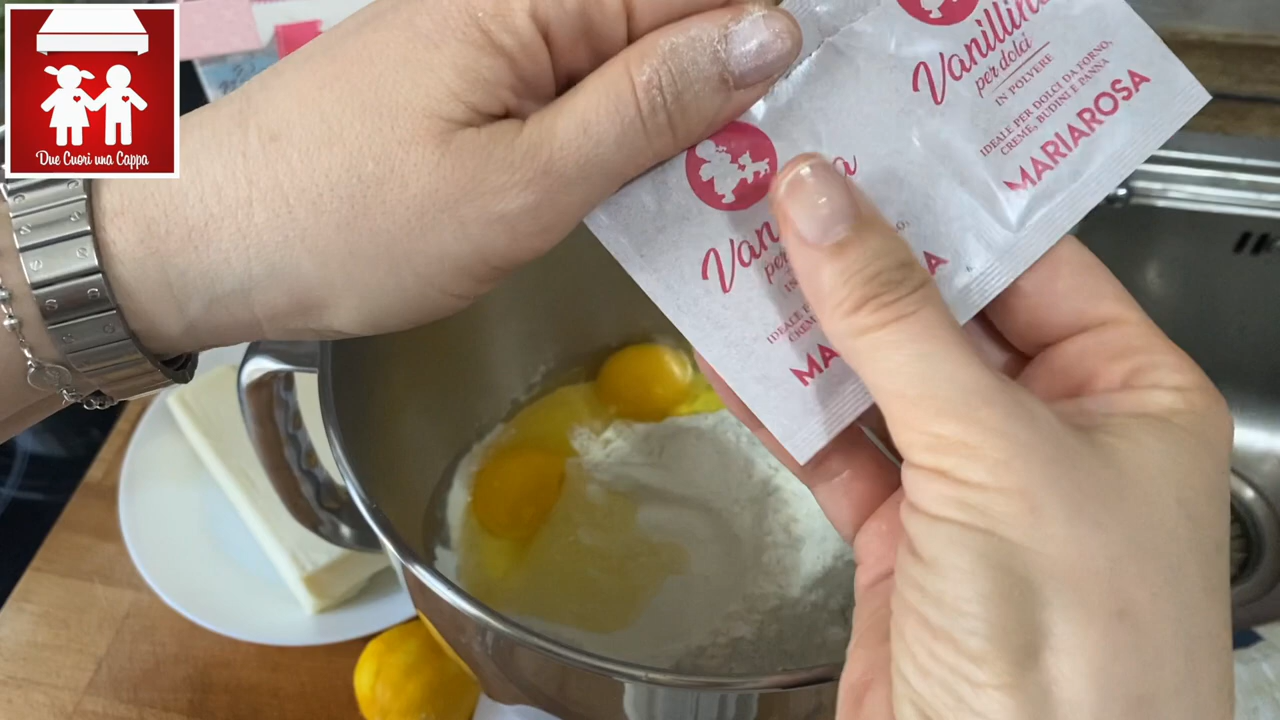 Due Cuori una Cappa
Vanillina
per dolci
IN POLVERE
IDEALE PER DOLCI DA FORNO,
CREME, BUDINI E PANNA
MARIAROSA